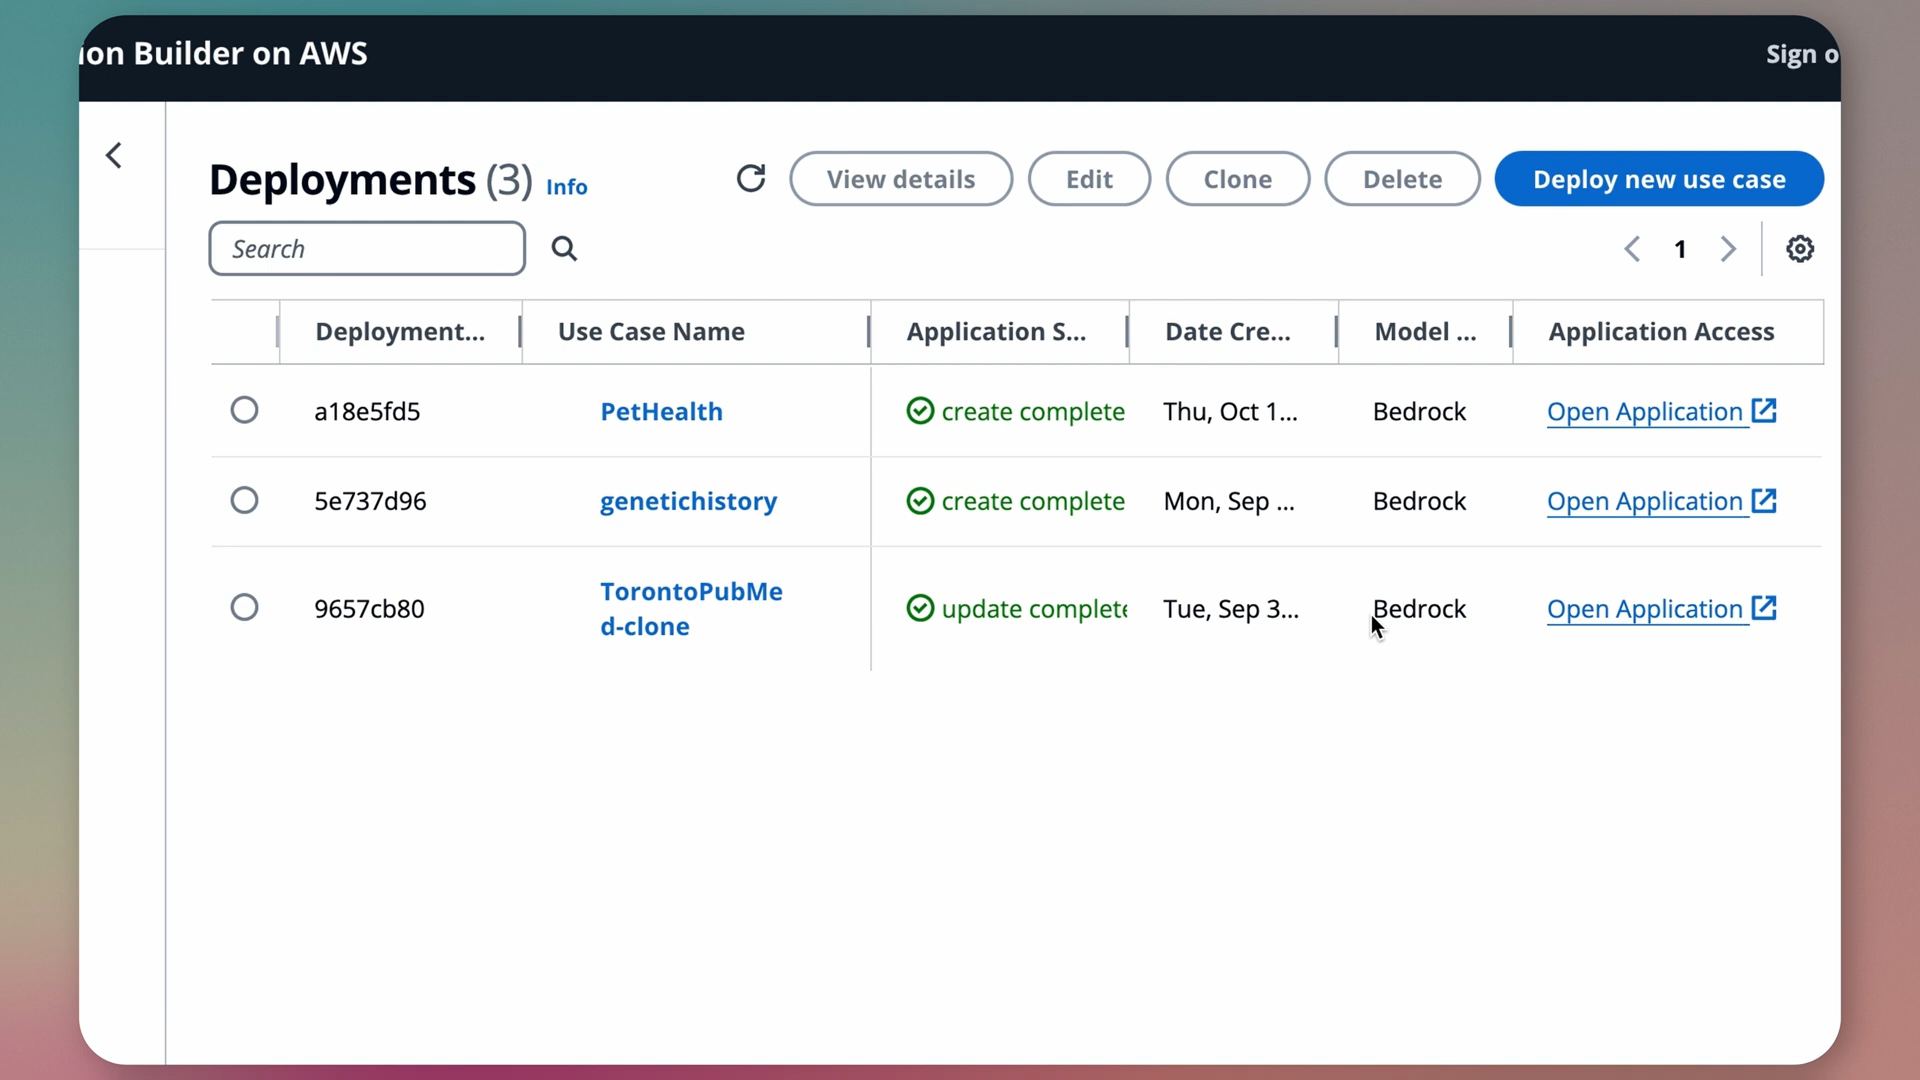 ion Builder on AWS
Sign o
Deployments (3) Info
View details
Edit
Clone
Delete
Deploy new use case
Search
1
Deployment... Use Case Name Application S... Date Cre... Model ... Application Access
a18e5fd5 PetHealth create complete Thu, Oct 1... Bedrock Open Application
5e737d96 genetichistory create complete Mon, Sep ... Bedrock Open Application
9657cb80 TorontoPubMe update complete Tue, Sep 3... Bedrock Open Application
d-clone